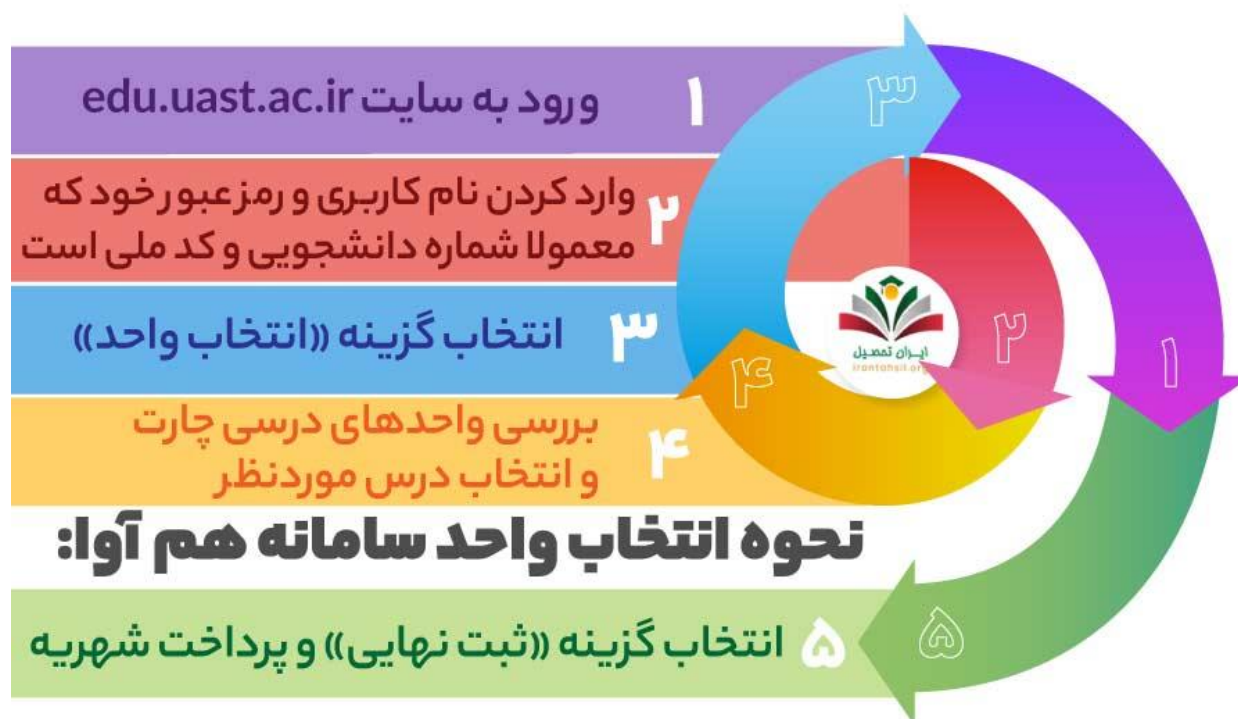 ۱ ورود به سایت edu.uast.ac.ir
۲ وارد کردن نام کاربری و رمز عبور خود که
معمولا شماره دانشجویی و کد ملی است
۳ انتخاب گزینه «انتخاب واحد»
۴ بررسی واحدهای درسی چارت
و انتخاب درس موردنظر
نحوه انتخاب واحد سامانه هم آوا:
۵ انتخاب گزینه «ثبت نهایی» و پرداخت شهریه
۳
۱
۲
۴
۵
ایران تحصیل
irantahsil.org